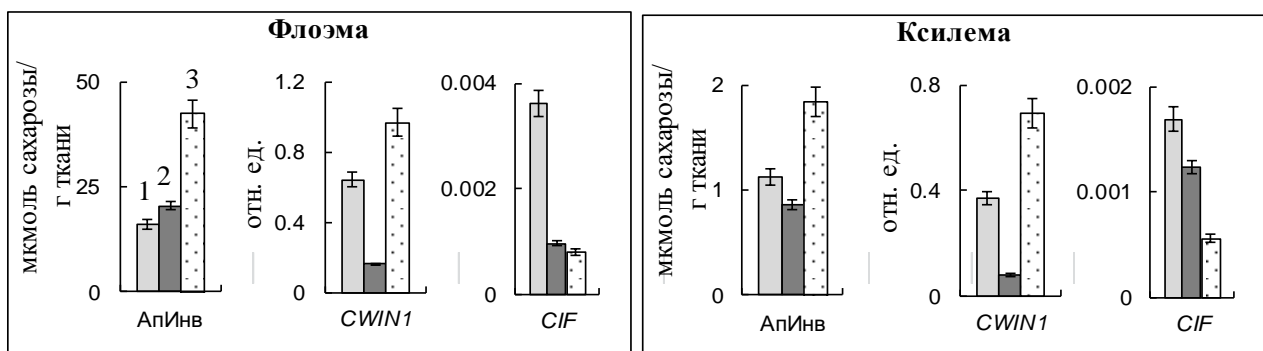 Флоэма
мкмоль сахарозы/
г ткани
50
25
0
1
2
3
АпИнв
отн. ед.
1.2
0.8
0.4
0
CWIN1
0.004
0.002
0
CIF
Ксилема
мкмоль сахарозы/
г ткани
2
1
0
АпИнв
отн. ед.
0.8
0.4
0
CWIN1
0.002
0.001
0
CIF